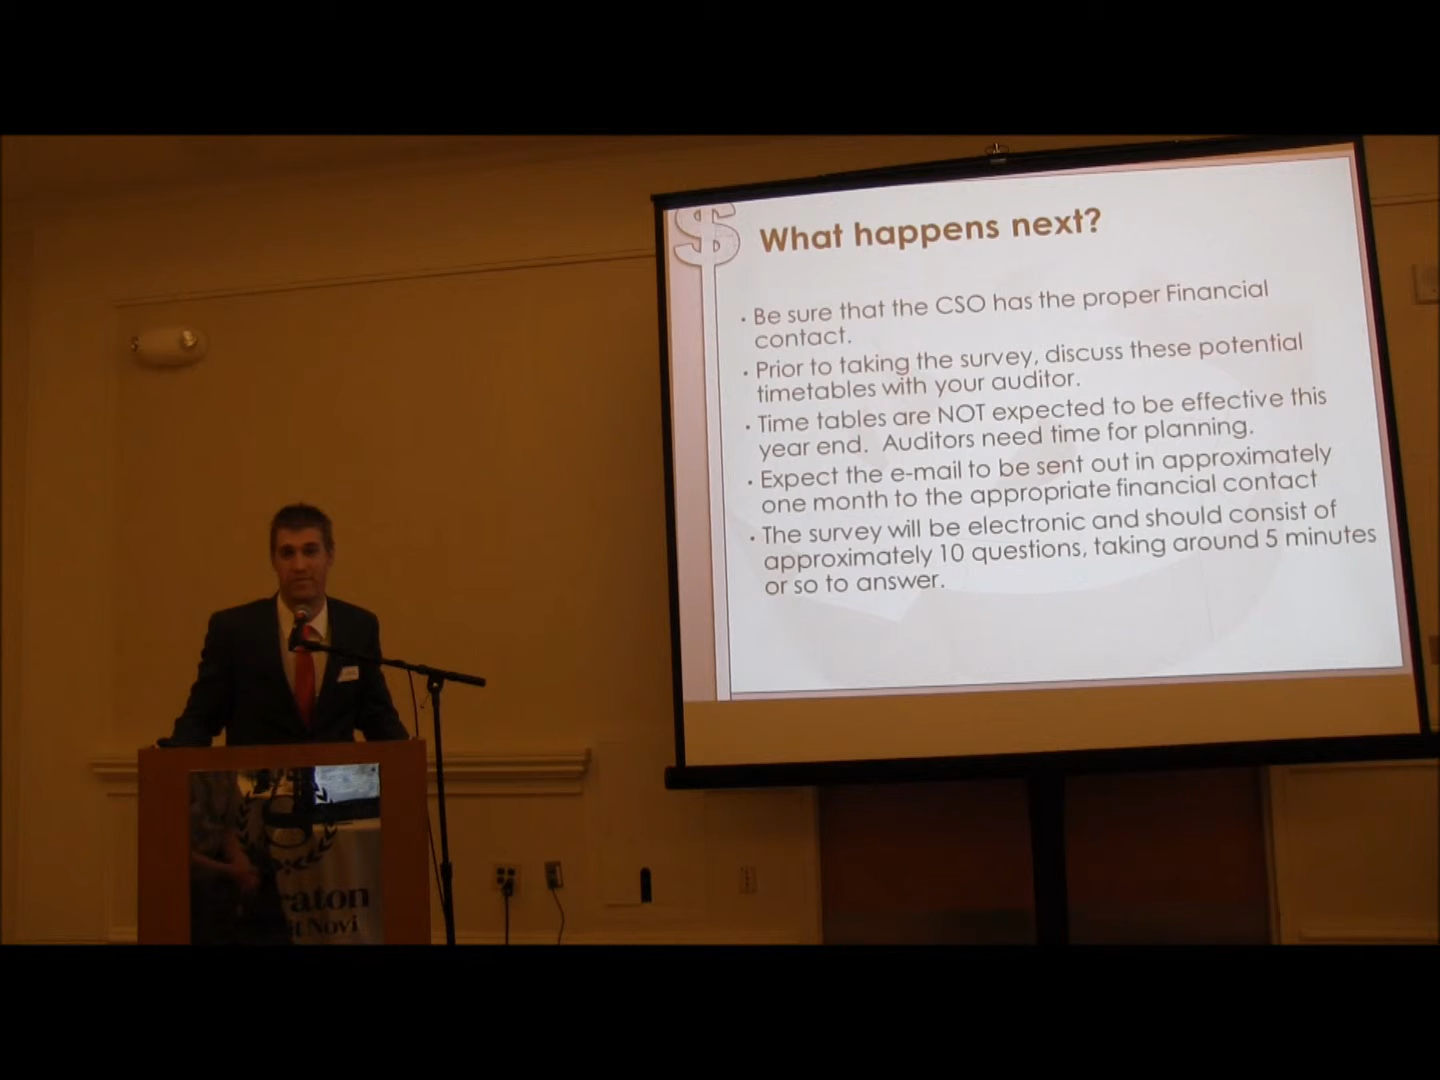 What happens next?
• Be sure that the CSO has the proper Financial
contact.
• Prior to taking the survey, discuss these potential
timetables with your auditor.
• Time tables are NOT expected to be effective this
year end. Auditors need time for planning.
• Expect the e-mail to be sent out in approximately
one month to the appropriate financial contact
• The survey will be electronic and should consist of
approximately 10 questions, taking around 5 minutes
or so to answer.
raton
it Novi